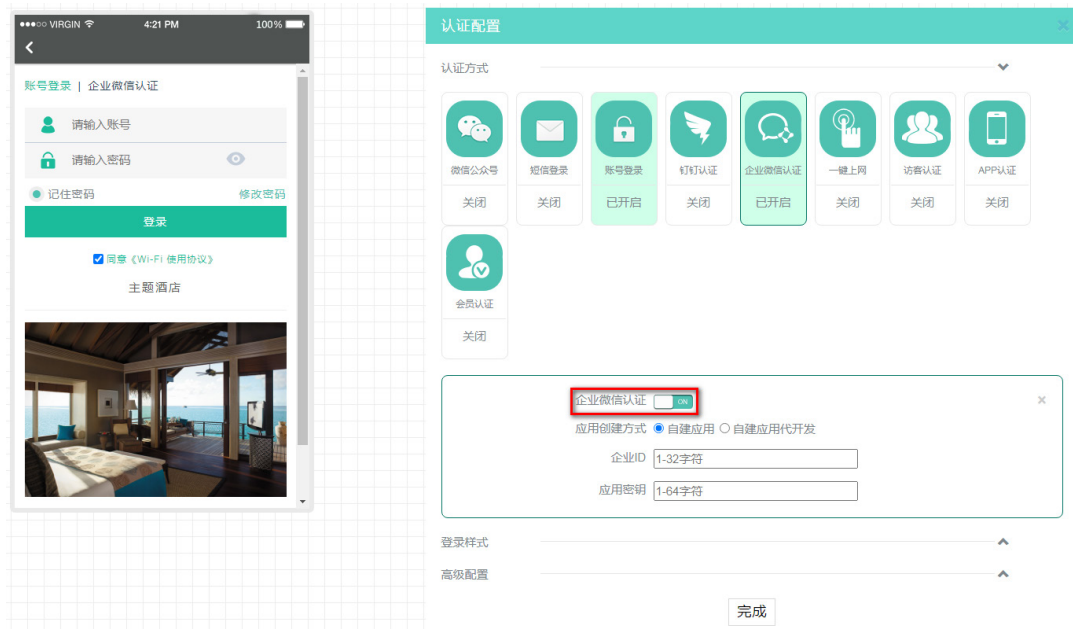 ●●●○○ VIRGIN 4:21 PM 100%
账号登录 | 企业微信认证
请输入账号
请输入密码
记住密码 修改密码
登录
同意《Wi-Fi 使用协议》
主题酒店
认证配置 ×
认证方式
微信公众号 短信登录 账号登录 钉钉认证 企业微信认证 一键上网 访客认证 APP认证
关闭 关闭 已开启 关闭 已开启 关闭 关闭 关闭
会员认证
关闭
企业微信认证 ON ×
应用创建方式 自建应用 自建应用代开发
企业ID 1-32字符
应用密钥 1-64字符
登录样式
高级配置
完成